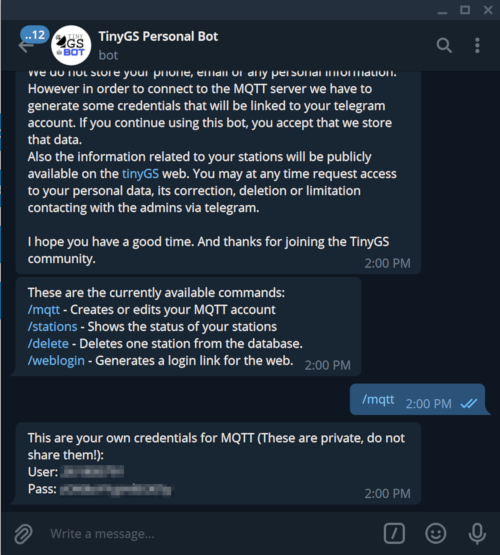 ..12
TINY
GS
BOT
TinyGS Personal Bot
bot
We do not store your phone, email or any personal information.
However in order to connect to the MQTT server we have to
generate some credentials that will be linked to your telegram
account. If you continue using this bot, you accept that we store
that data.
Also the information related to your stations will be publicly
available on the tinyGS web. You may at any time request access
to your personal data, its correction, deletion or limitation
contacting with the admins via telegram.
I hope you have a good time. And thanks for joining the TinyGS
community.
2:00 PM
These are the currently available commands:
/mqtt - Creates or edits your MQTT account
/stations - Shows the status of your stations
/delete - Deletes one station from the database.
/weblogin - Generates a login link for the web.
2:00 PM
/mqtt 2:00 PM
This are your own credentials for MQTT (These are private, do not
share them!):
User:
Pass:
2:00 PM
Write a message...